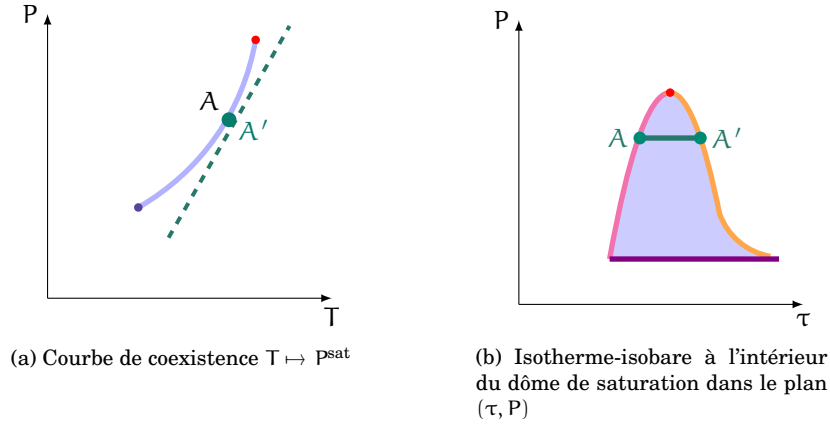 P
A
A′
T
(a) Courbe de coexistence T ↦ P^sat
P
A
A′
τ
(b) Isotherme-isobare à l'intérieur
du dôme de saturation dans le plan
(τ, P)